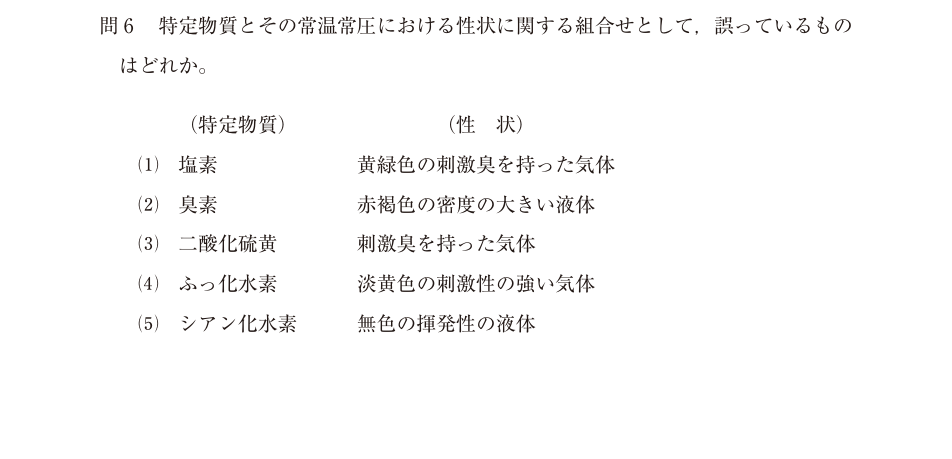 問6　特定物質とその常温常圧における性状に関する組合せとして，誤っているもの
はどれか。
（特定物質）　（性　状）
⑴　塩素　黄緑色の刺激臭を持った気体
⑵　臭素　赤褐色の密度の大きい液体
⑶　二酸化硫黄　刺激臭を持った気体
⑷　ふっ化水素　淡黄色の刺激性の強い気体
⑸　シアン化水素　無色の揮発性の液体